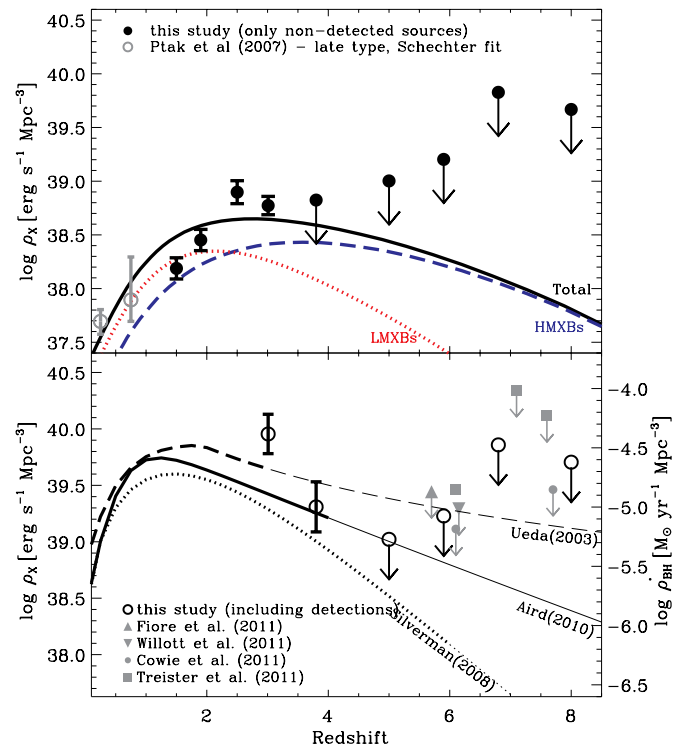 40.5
40.0
39.5
39.0
38.5
38.0
37.5
log ρX [erg s−1 Mpc−3]
this study (only non-detected sources)
Ptak et al (2007) - late type, Schechter fit
Total
HMXBs
LMXBs
40.5
40.0
39.5
39.0
38.5
38.0
log ρX [erg s−1 Mpc−3]
-4.0
-4.5
-5.0
-5.5
-6.0
-6.5
log ρ̇BH [M⊙ yr−1 Mpc−3]
Ueda(2003)
Aird(2010)
Silverman(2008)
this study (including detections)
Fiore et al. (2011)
Willott et al. (2011)
Cowie et al. (2011)
Treister et al. (2011)
2 4 6 8
Redshift